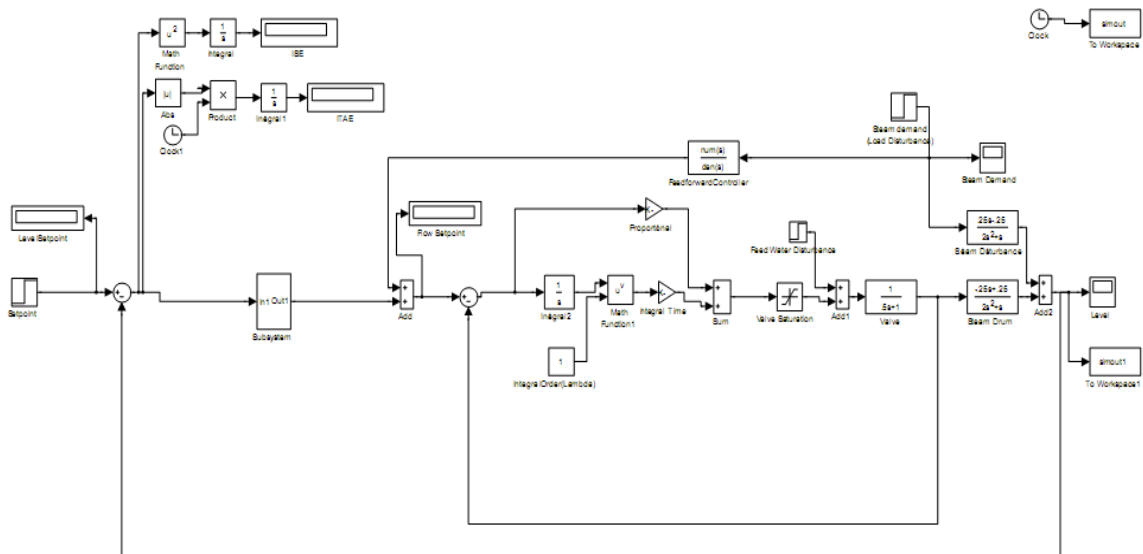 u²
Math
Function
1
s
Integral
ISE
|u|
Abs
×
Product
Clock1
1
s
Integral1
ITAE
Clock
simout
To Workspace
Steam demand
(Load Disturbance)
num(s)
den(s)
FeedforwardController
Steam Demand
LevelSetpoint
Setpoint
In1 Out1
Subsystem
Flow Setpoint
Add
Proportional
1
s
Integral2
u^v
Math
Function1
Integral Time
1
IntegralOrder(Lambda)
Sum
Valve Saturation
Feed Water Disturbance
Add1
1
.5s+1
Valve
.25s-.25
2s²+s
Steam Disturbance
-.25s+.25
2s²+s
Steam Drum
Add2
Level
simout1
To Workspace1